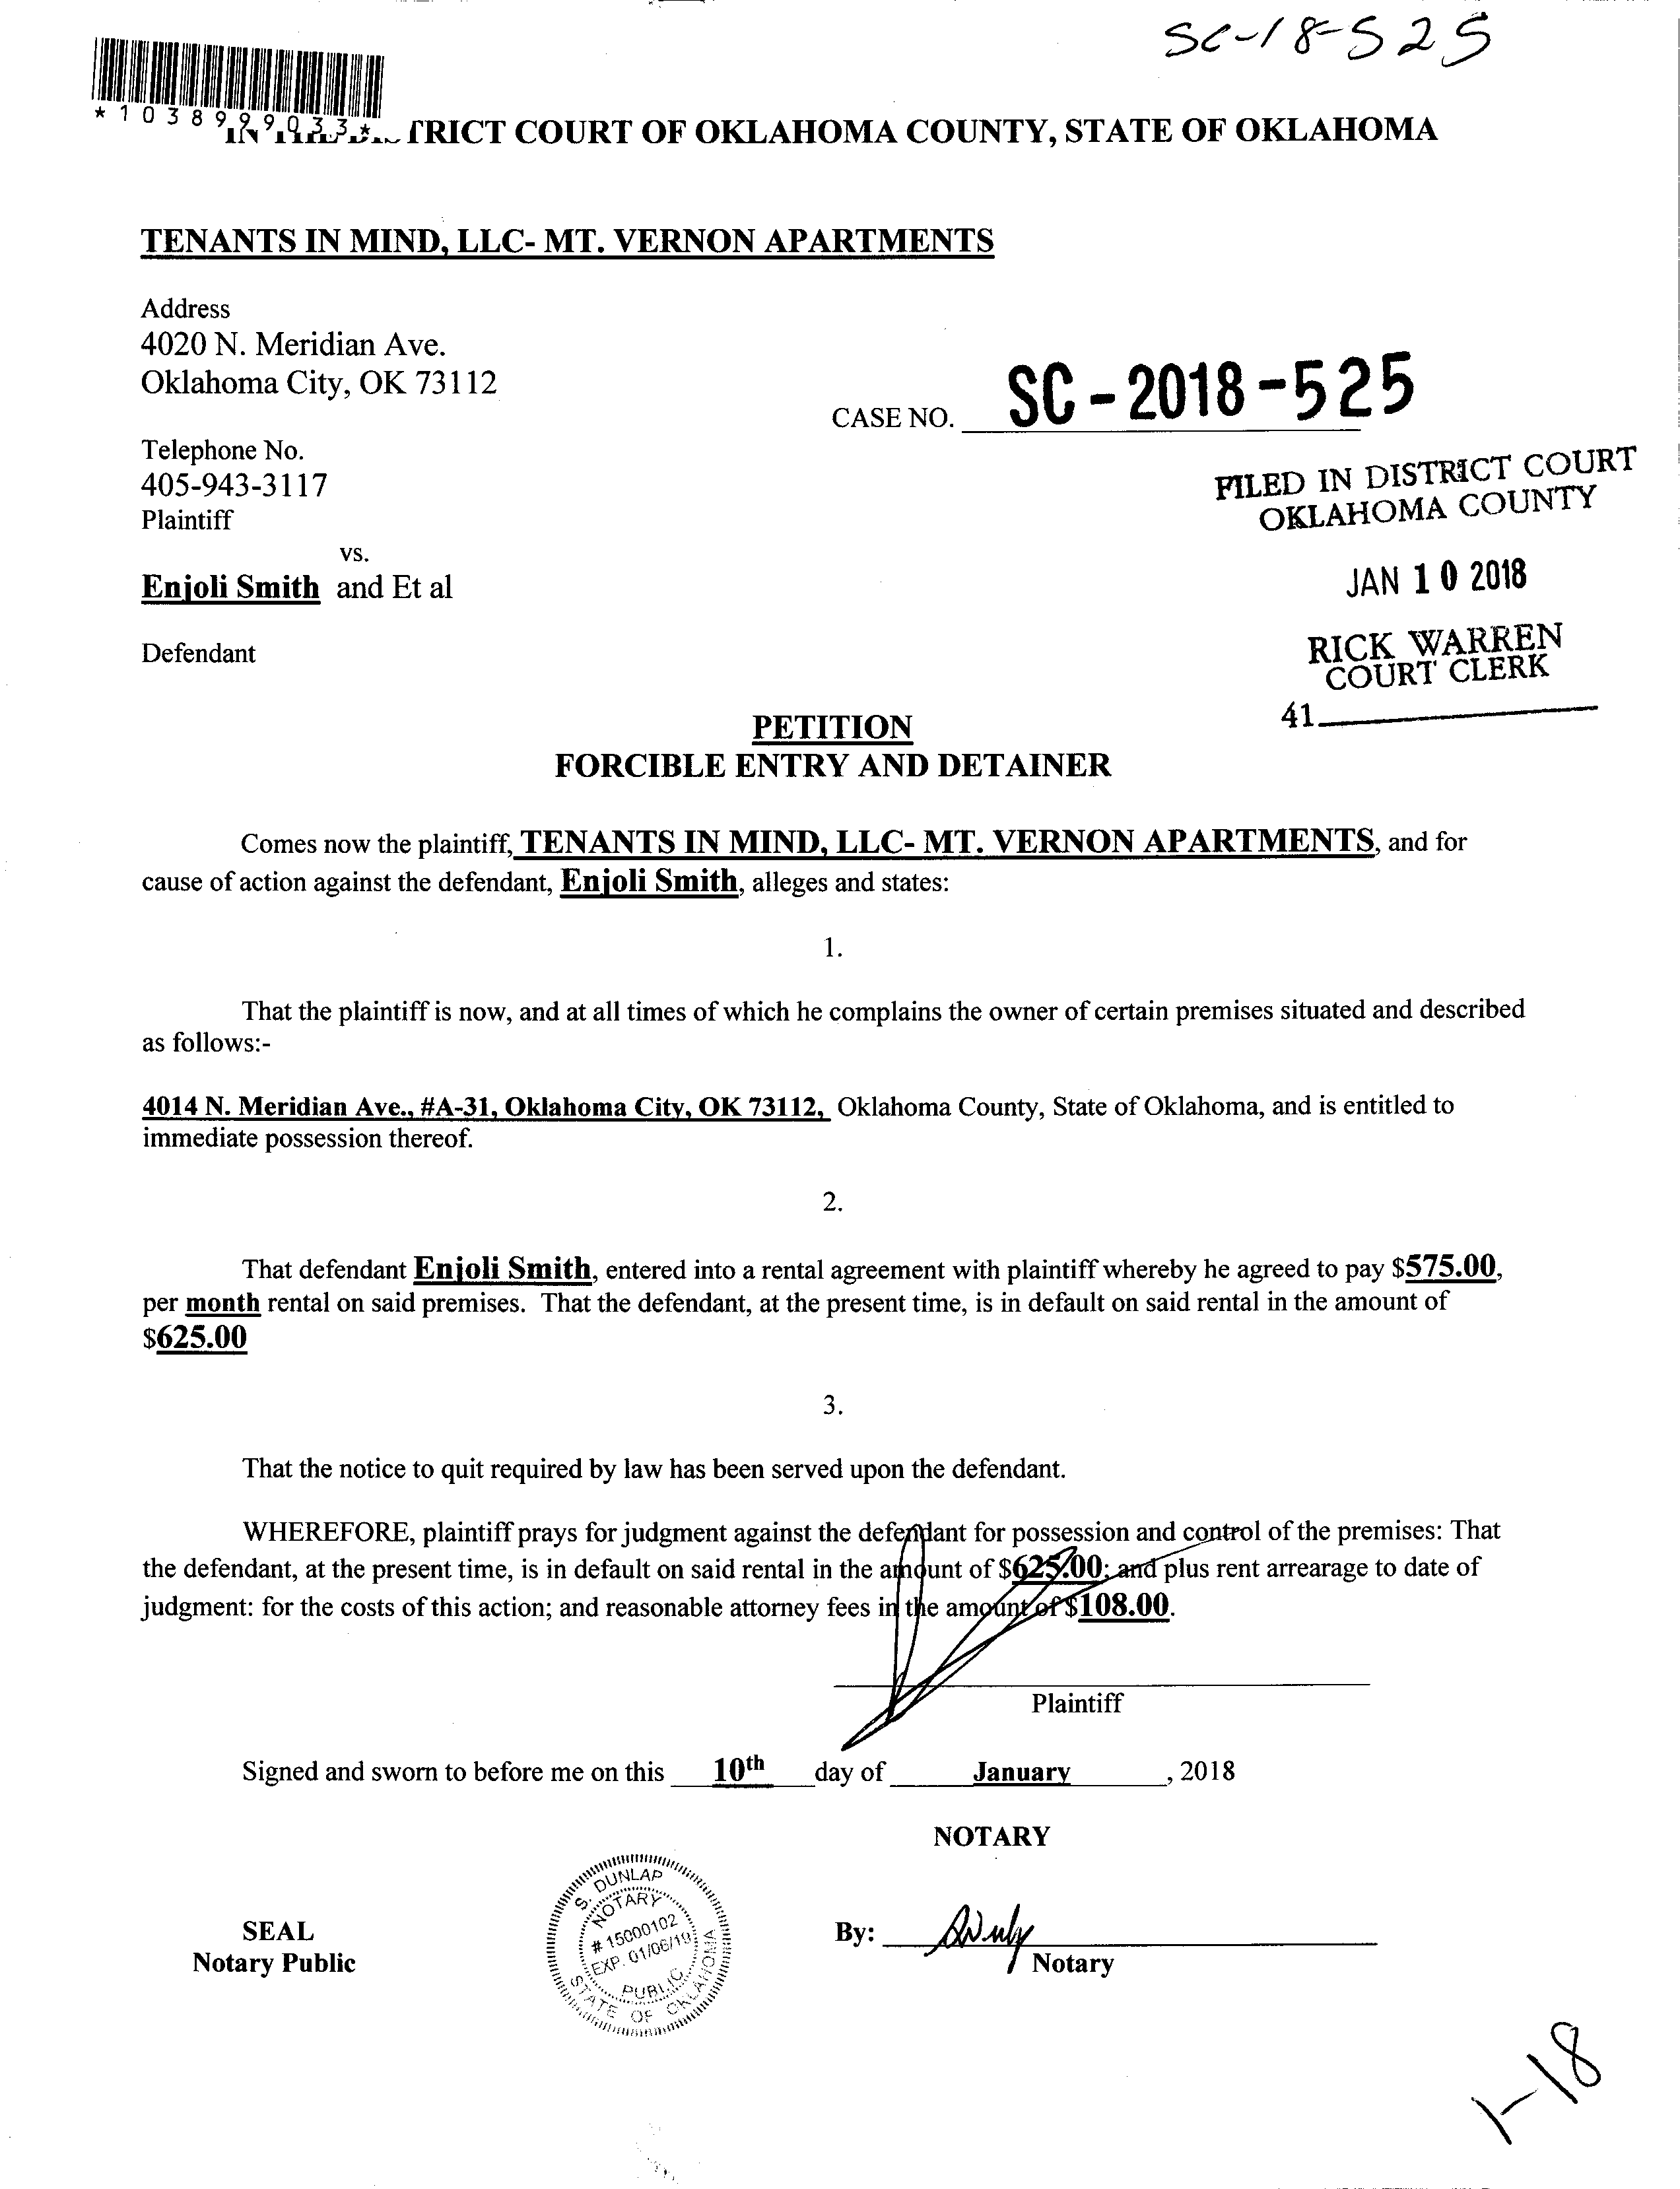 SC-18-525
*1038999033*
TRICT COURT OF OKLAHOMA COUNTY, STATE OF OKLAHOMA
TENANTS IN MIND, LLC- MT. VERNON APARTMENTS
Address
4020 N. Meridian Ave.
Oklahoma City, OK 73112
CASE NO. SC-2018-525
Telephone No.
405-943-3117
Plaintiff
FILED IN DISTRICT COURT
OKLAHOMA COUNTY
vs.
Enjoli Smith and Et al
JAN 10 2018
Defendant
RICK WARREN
COURT CLERK
41
PETITION
FORCIBLE ENTRY AND DETAINER
Comes now the plaintiff, TENANTS IN MIND, LLC- MT. VERNON APARTMENTS, and for
cause of action against the defendant, Enjoli Smith, alleges and states:
1.
That the plaintiff is now, and at all times of which he complains the owner of certain premises situated and described
as follows:-
4014 N. Meridian Ave., #A-31, Oklahoma City, OK 73112, Oklahoma County, State of Oklahoma, and is entitled to
immediate possession thereof.
2.
That defendant Enjoli Smith, entered into a rental agreement with plaintiff whereby he agreed to pay $575.00,
per month rental on said premises. That the defendant, at the present time, is in default on said rental in the amount of
$625.00
3.
That the notice to quit required by law has been served upon the defendant.
WHEREFORE, plaintiff prays for judgment against the defendant for possession and control of the premises: That
the defendant, at the present time, is in default on said rental in the amount of $625.00; and plus rent arrearage to date of
judgment: for the costs of this action; and reasonable attorney fees in the amount of $108.00.
Plaintiff
Signed and sworn to before me on this 10th day of January, 2018
NOTARY
S. DUNLAP
NOTARY
# 15000102
EXP. 01/06/19
PUBLIC
STATE OF OKLAHOMA
SEAL
Notary Public
By:
Notary
1-18